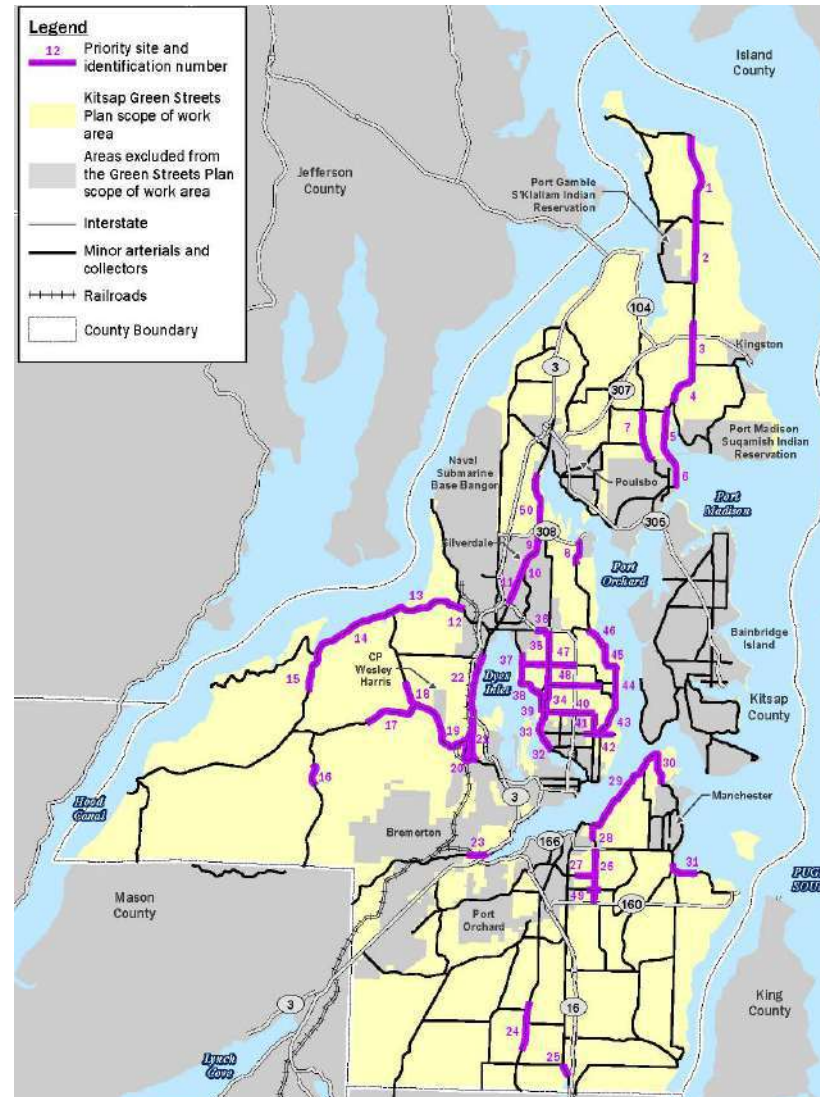 Legend
12
Priority site and
identification number
Kitsap Green Streets
Plan scope of work
area
Areas excluded from
the Green Streets Plan
scope of work area
Interstate
Minor arterials and
collectors
Railroads
County Boundary
Island
County
Jefferson
County
Port Gamble
S'Klallam Indian
Reservation
1
2
104
3
Kingston
3
307
4
7
5
Port Madison
Suqamish Indian
Reservation
Naval
Submarine
Base Bangor
Poulsbo
6
Port
Madison
50
305
308
Silverdale
9
8
10
Port
Orchard
11
13
12
36
46
14
35
47
45
Bainbridge
Island
CP
Wesley
Harris
37
15
22
Dyes
Inlet
48
44
18
38
34
Kitsap
County
17
39
40
19
33
41
43
21
32
42
20
16
30
29
3
Manchester
Hood
Canal
Bremerton
28
166
23
27
26
31
Mason
County
49
160
Port
Orchard
3
16
King
County
24
25
Lynch
Cove